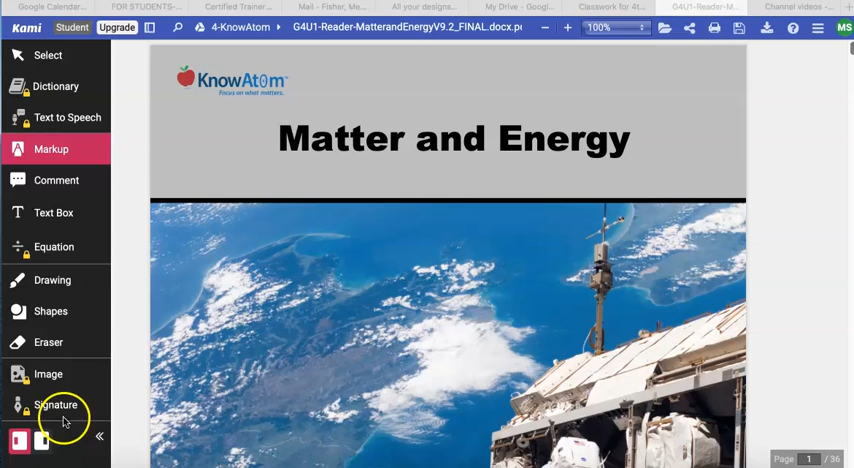 Google Calendar...
FOR STUDENTS-...
Certified Trainer...
Mail - Fisher, Me...
My Drive - Googl...
All your designs...
Classwork for 4t...
G4U1-Reader-M...
Channel videos -...
Kami
Student
Upgrade
4-KnowAtom
G4U1-Reader-MatterandEnergyV9.2_FINAL.docx.p
100%
MS
Select
Dictionary
Text to Speech
Markup
Comment
Text Box
Equation
Drawing
Shapes
Eraser
Image
Signature
KnowAtom
Focus on what matters.
Matter and Energy
Page 1 / 36